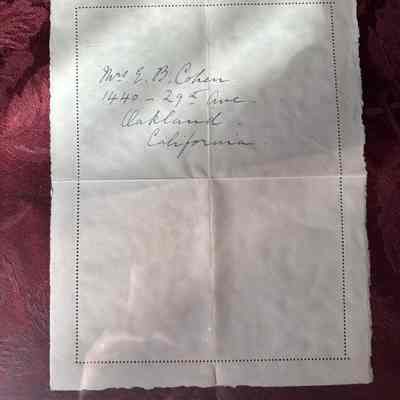 Mrs E. B. Cohen
1440 - 29th Ave.
Oakland.
California.